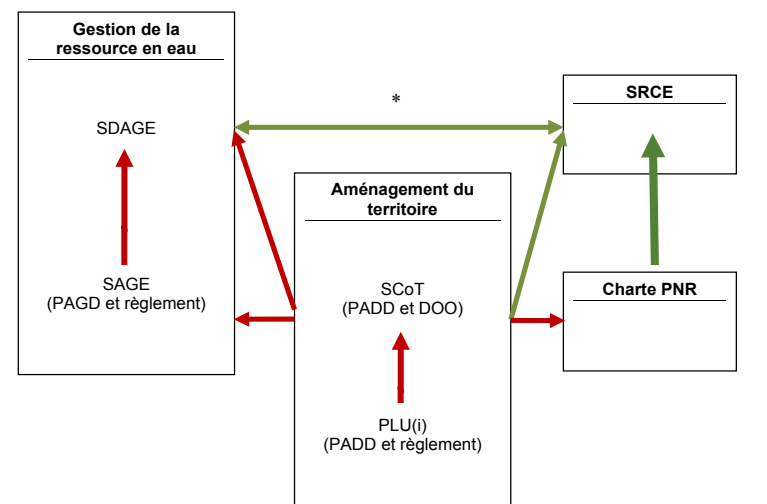 Gestion de la
ressource en eau
SDAGE
SAGE
(PAGD et règlement)
*
Aménagement du
territoire
SCoT
(PADD et DOO)
PLU(i)
(PADD et règlement)
SRCE
Charte PNR